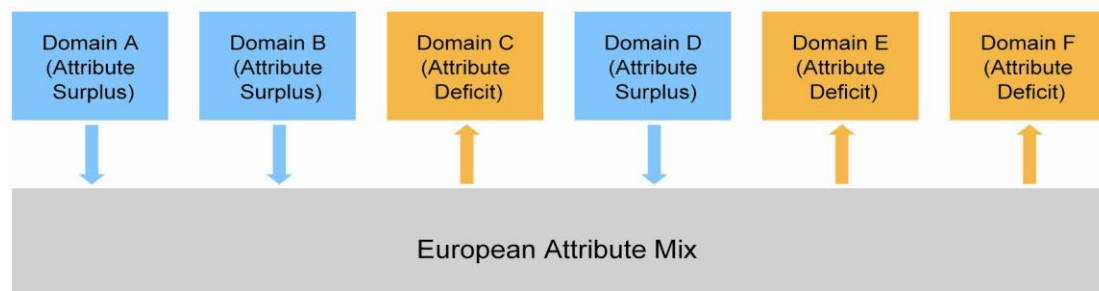 Domain A
(Attribute
Surplus)
Domain B
(Attribute
Surplus)
Domain C
(Attribute
Deficit)
Domain D
(Attribute
Surplus)
Domain E
(Attribute
Deficit)
Domain F
(Attribute
Deficit)
European Attribute Mix